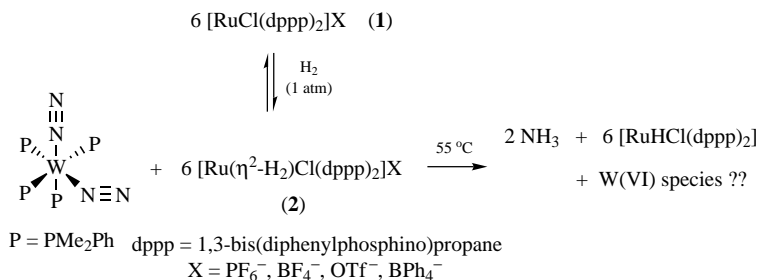 6 [RuCl(dppp)₂]X (1)
H₂
(1 atm)
N
N
P P
W + 6 [Ru(η²-H₂)Cl(dppp)₂]X 55 °C 2 NH₃ + 6 [RuHCl(dppp)₂]
P P N≡N
(2) + W(VI) species ??
P = PMe₂Ph dppp = 1,3-bis(diphenylphosphino)propane
X = PF₆⁻, BF₄⁻, OTf⁻, BPh₄⁻